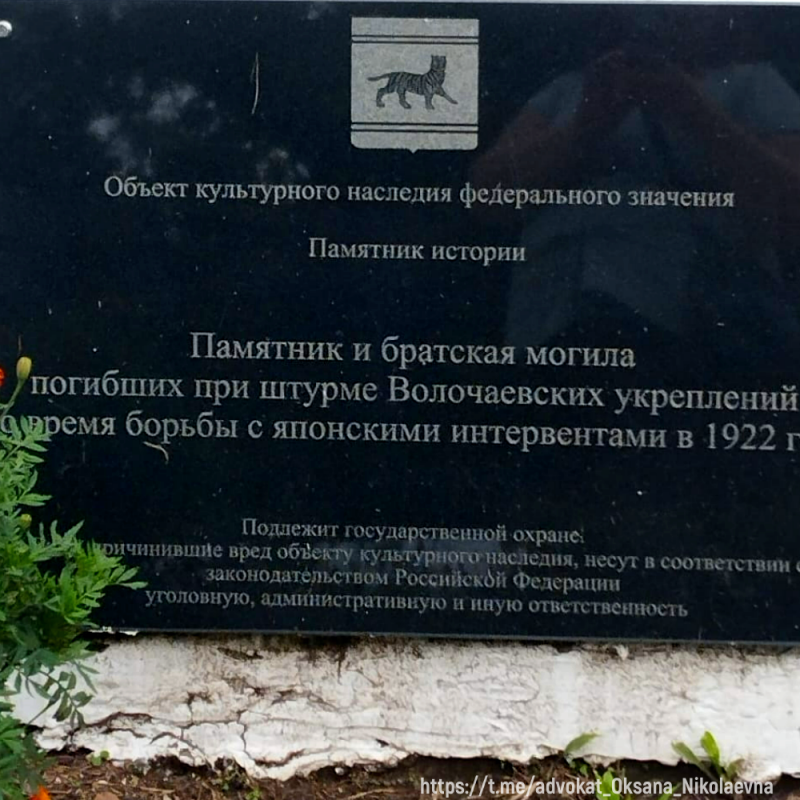 Объект культурного наследия федерального значения
Памятник истории
Памятник и братская могила
погибших при штурме Волочаевских укреплений
время борьбы с японскими интервентами в 1922 г
Подлежит государственной охране.
причинившие вред объекту культурного наследия, несут в соответствии с
законодательством Российской Федерации
уголовную, административную и иную ответственность
https://t.me/advokat_Oksana_Nikolaevna